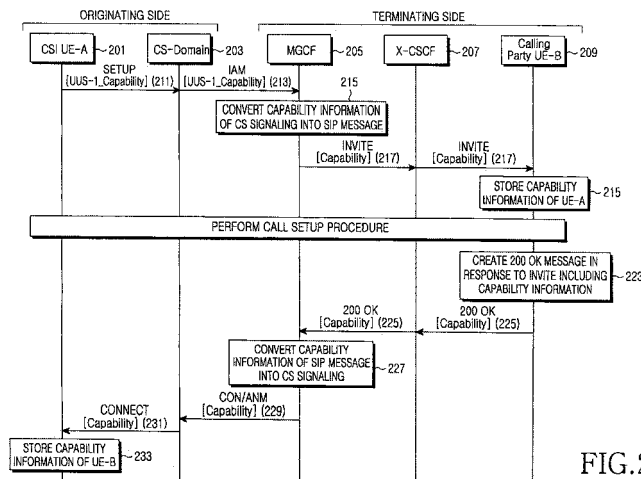 ORIGINATING SIDE
TERMINATING SIDE
CSI UE-A 201
CS-Domain 203
MGCF 205
X-CSCF 207
Calling
Party UE-B 209
SETUP
[UUS-1_Capability] (211)
IAM
[UUS-1_Capability] (213)
215
CONVERT CAPABILITY INFORMATION
OF CS SIGNALING INTO SIP MESSAGE
INVITE
[Capability] (217)
INVITE
[Capability] (217)
STORE CAPABILITY
INFORMATION OF UE-A
215
PERFORM CALL SETUP PROCEDURE
CREATE 200 OK MESSAGE IN
RESPONSE TO INVITE INCLUDING
CAPABILITY INFORMATION
223
200 OK
[Capability] (225)
200 OK
[Capability] (225)
CONVERT CAPABILITY
INFORMATION OF SIP MESSAGE
INTO CS SIGNALING
227
CON/ANM
[Capability] (229)
CONNECT
[Capability] (231)
STORE CAPABILITY
INFORMATION OF UE-B
233
FIG.2